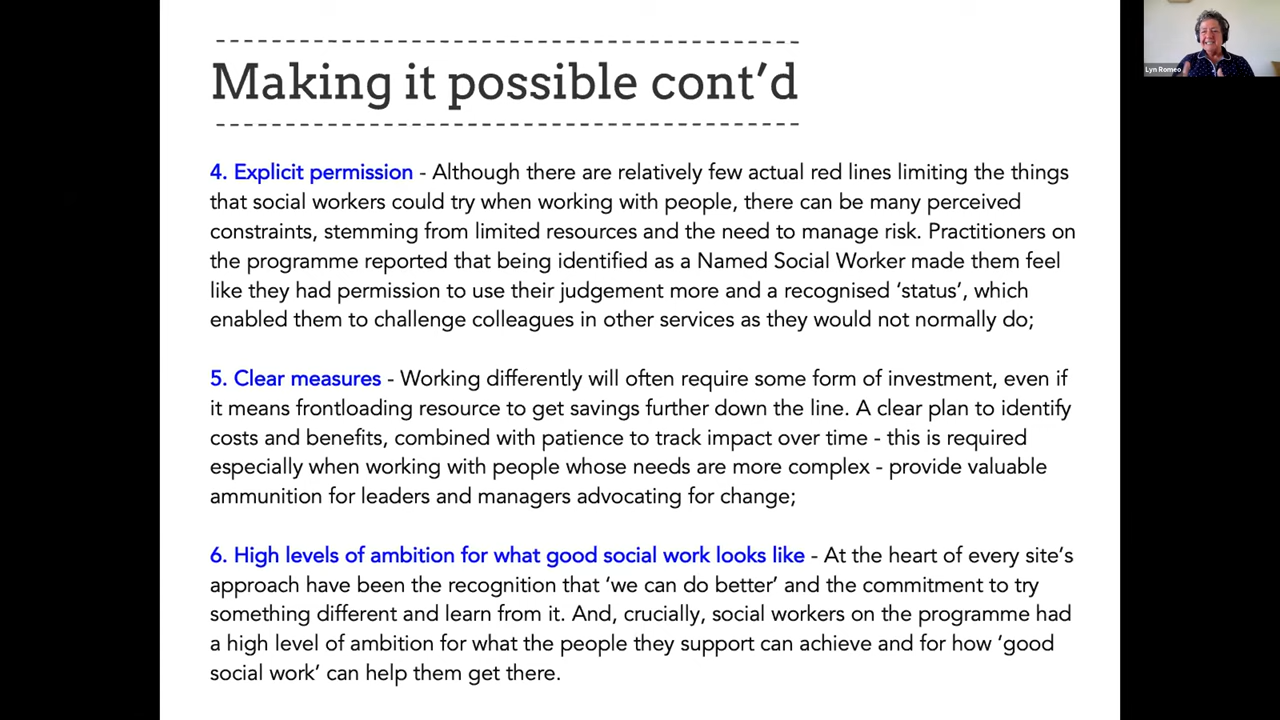 Making it possible cont’d
4. Explicit permission - Although there are relatively few actual red lines limiting the things
that social workers could try when working with people, there can be many perceived
constraints, stemming from limited resources and the need to manage risk. Practitioners on
the programme reported that being identified as a Named Social Worker made them feel
like they had permission to use their judgement more and a recognised ‘status’, which
enabled them to challenge colleagues in other services as they would not normally do;
5. Clear measures - Working differently will often require some form of investment, even if
it means frontloading resource to get savings further down the line. A clear plan to identify
costs and benefits, combined with patience to track impact over time - this is required
especially when working with people whose needs are more complex - provide valuable
ammunition for leaders and managers advocating for change;
6. High levels of ambition for what good social work looks like - At the heart of every site’s
approach have been the recognition that ‘we can do better’ and the commitment to try
something different and learn from it. And, crucially, social workers on the programme had
a high level of ambition for what the people they support can achieve and for how ‘good
social work’ can help them get there.
Lyn Romeo